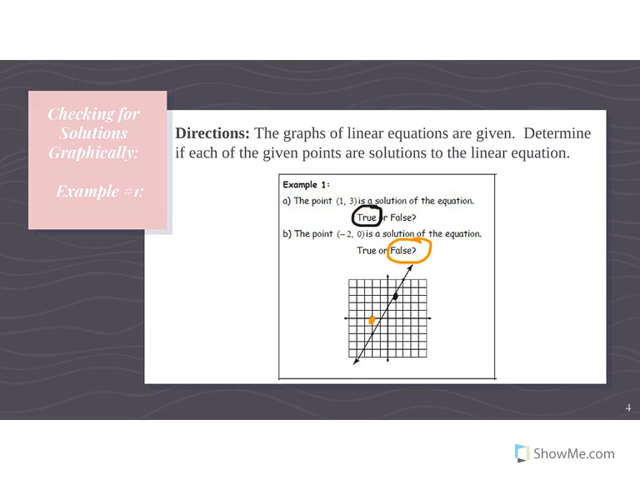 Checking for
Solutions
Graphically:
Example #1:
Directions: The graphs of linear equations are given. Determine
if each of the given points are solutions to the linear equation.
Example 1:
a) The point (1, 3) is a solution of the equation.
True or False?
b) The point (−2, 0) is a solution of the equation.
True or False?
4
ShowMe.com